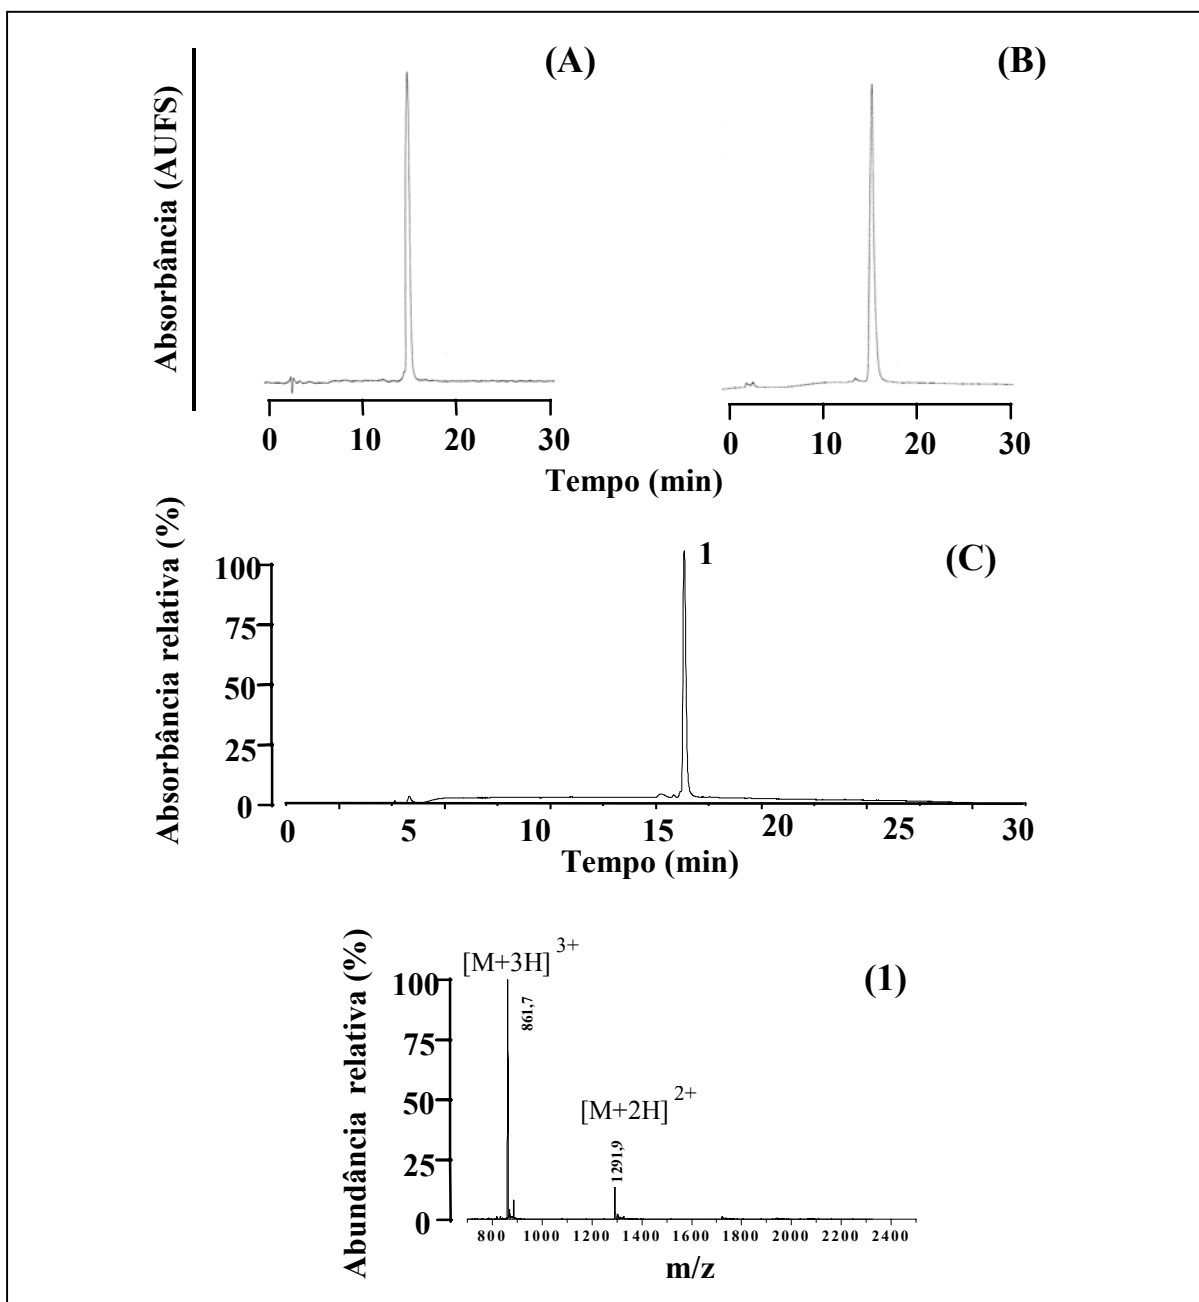 (A)
(B)
Absorbância (AUFS)
0 10 20 30
0 10 20 30
Tempo (min)
Absorbância relativa (%)
100
75
50
25
0
1
(C)
0 5 10 15 20 25 30
Tempo (min)
Abundância relativa (%)
100
75
50
25
0
[M+3H] 3+
861,7
[M+2H] 2+
1291,9
(1)
800 1000 1200 1400 1600 1800 2000 2200 2400
m/z